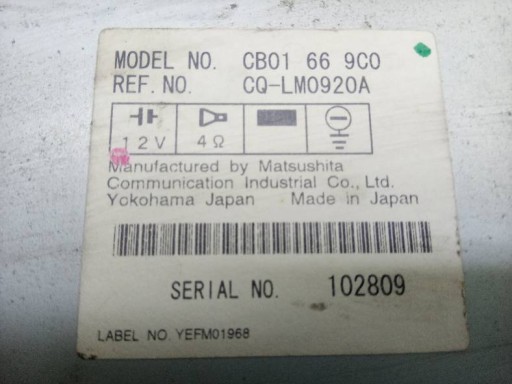 MODEL NO. CB01 66 9C0
REF. NO. CQ-LM0920A
12V 4Ω
Manufactured by Matsushita
Communication Industrial Co., Ltd.
Yokohama Japan Made in Japan
SERIAL NO. 102809
LABEL NO YEFM01968